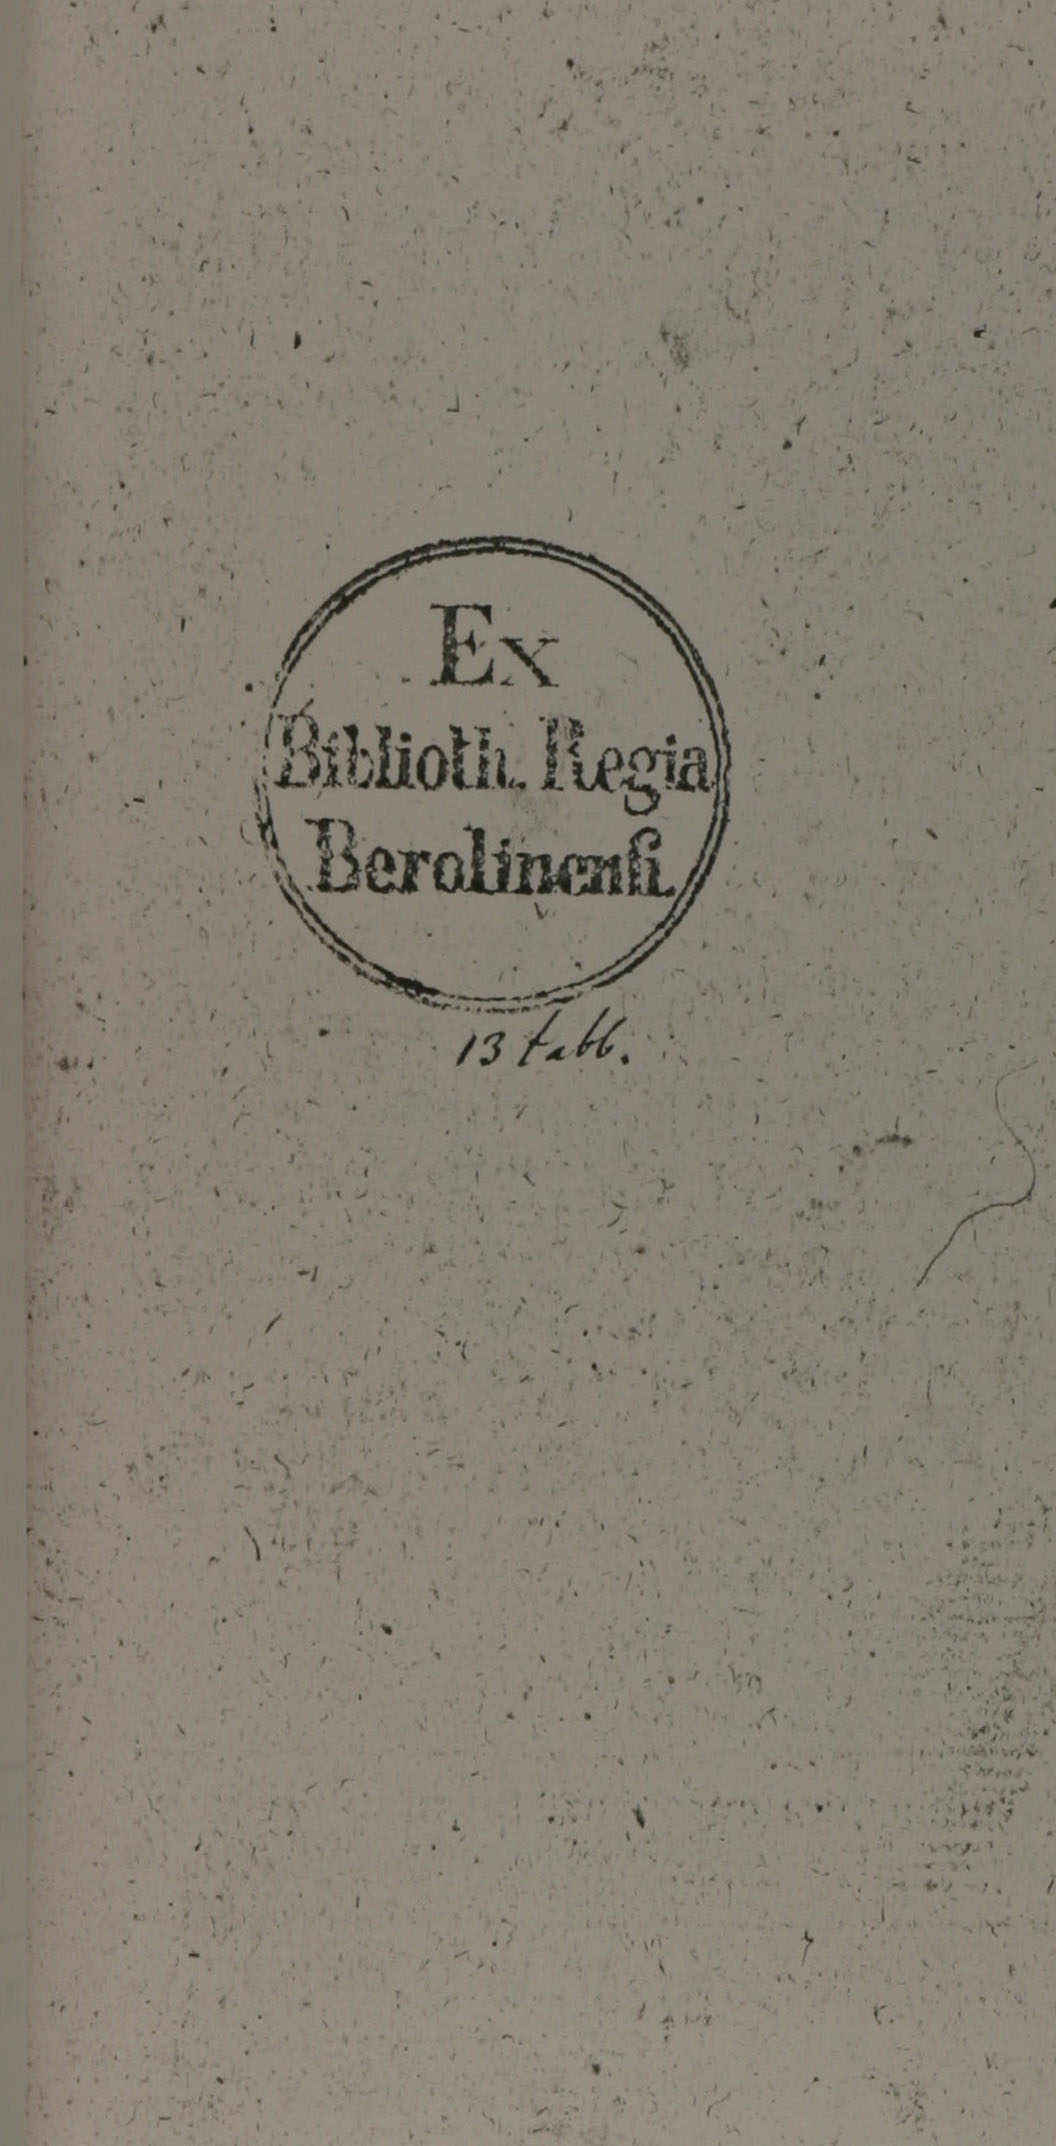 Ex
Biblioth. Regia
Berolinenſi.
13 tabb.